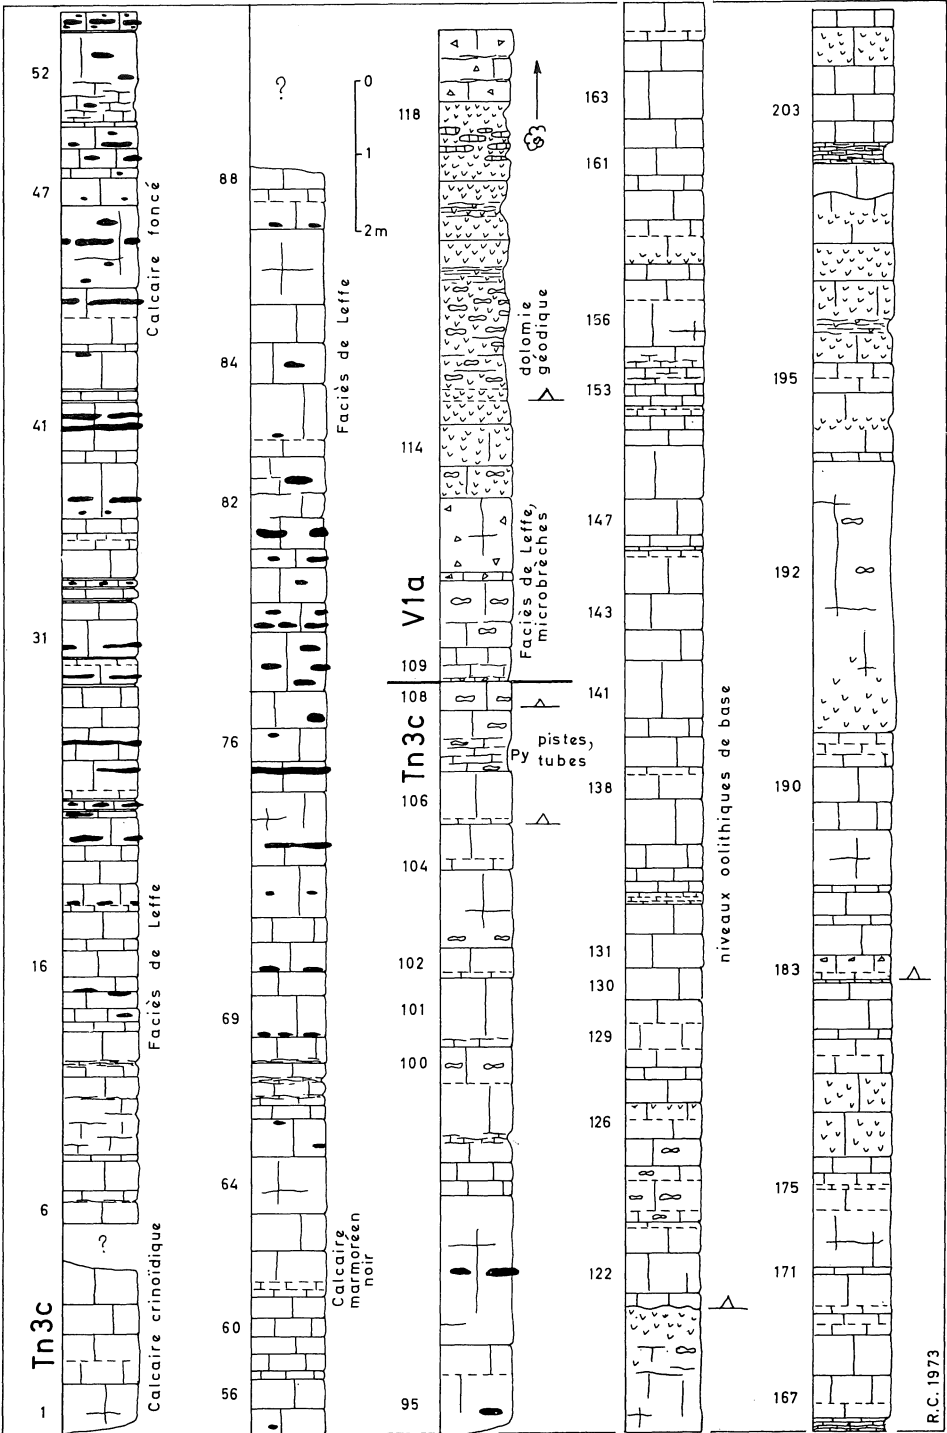 52
47
41
31
16
6
?
1
Tn3c
Calcaire foncé
Faciès de Leffe
Calcaire crinoïdique
?
0
1
2m
88
84
82
76
69
64
60
56
Faciès de Leffe
Calcaire
marmoréen
noir
118
114
109
108
106
104
102
101
100
95
V1a
Tn3c
dolomie
géodique
Faciès de Leffe,
microbrèches
Py
pistes,
tubes
163
161
156
153
147
143
141
138
131
130
129
126
122
niveaux oolithiques de base
203
195
192
190
183
175
171
167
R.C. 1973